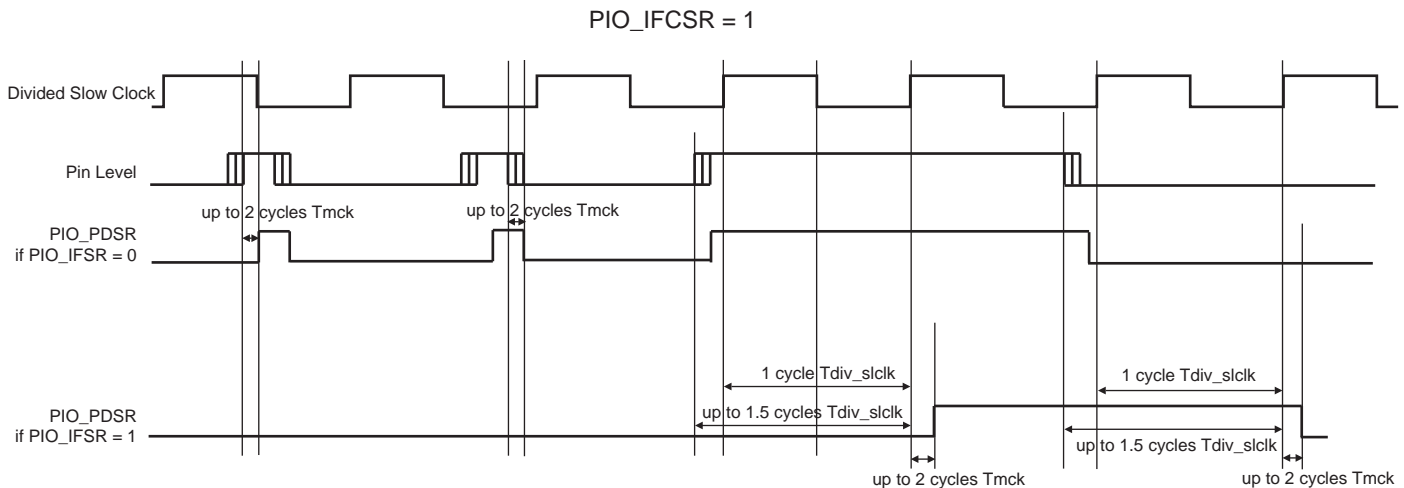 PIO_IFCSR = 1
Divided Slow Clock
Pin Level
up to 2 cycles Tmck
up to 2 cycles Tmck
PIO_PDSR
if PIO_IFSR = 0
1 cycle Tdiv_slclk
1 cycle Tdiv_slclk
PIO_PDSR
if PIO_IFSR = 1
up to 1.5 cycles Tdiv_slclk
up to 1.5 cycles Tdiv_slclk
up to 2 cycles Tmck
up to 2 cycles Tmck